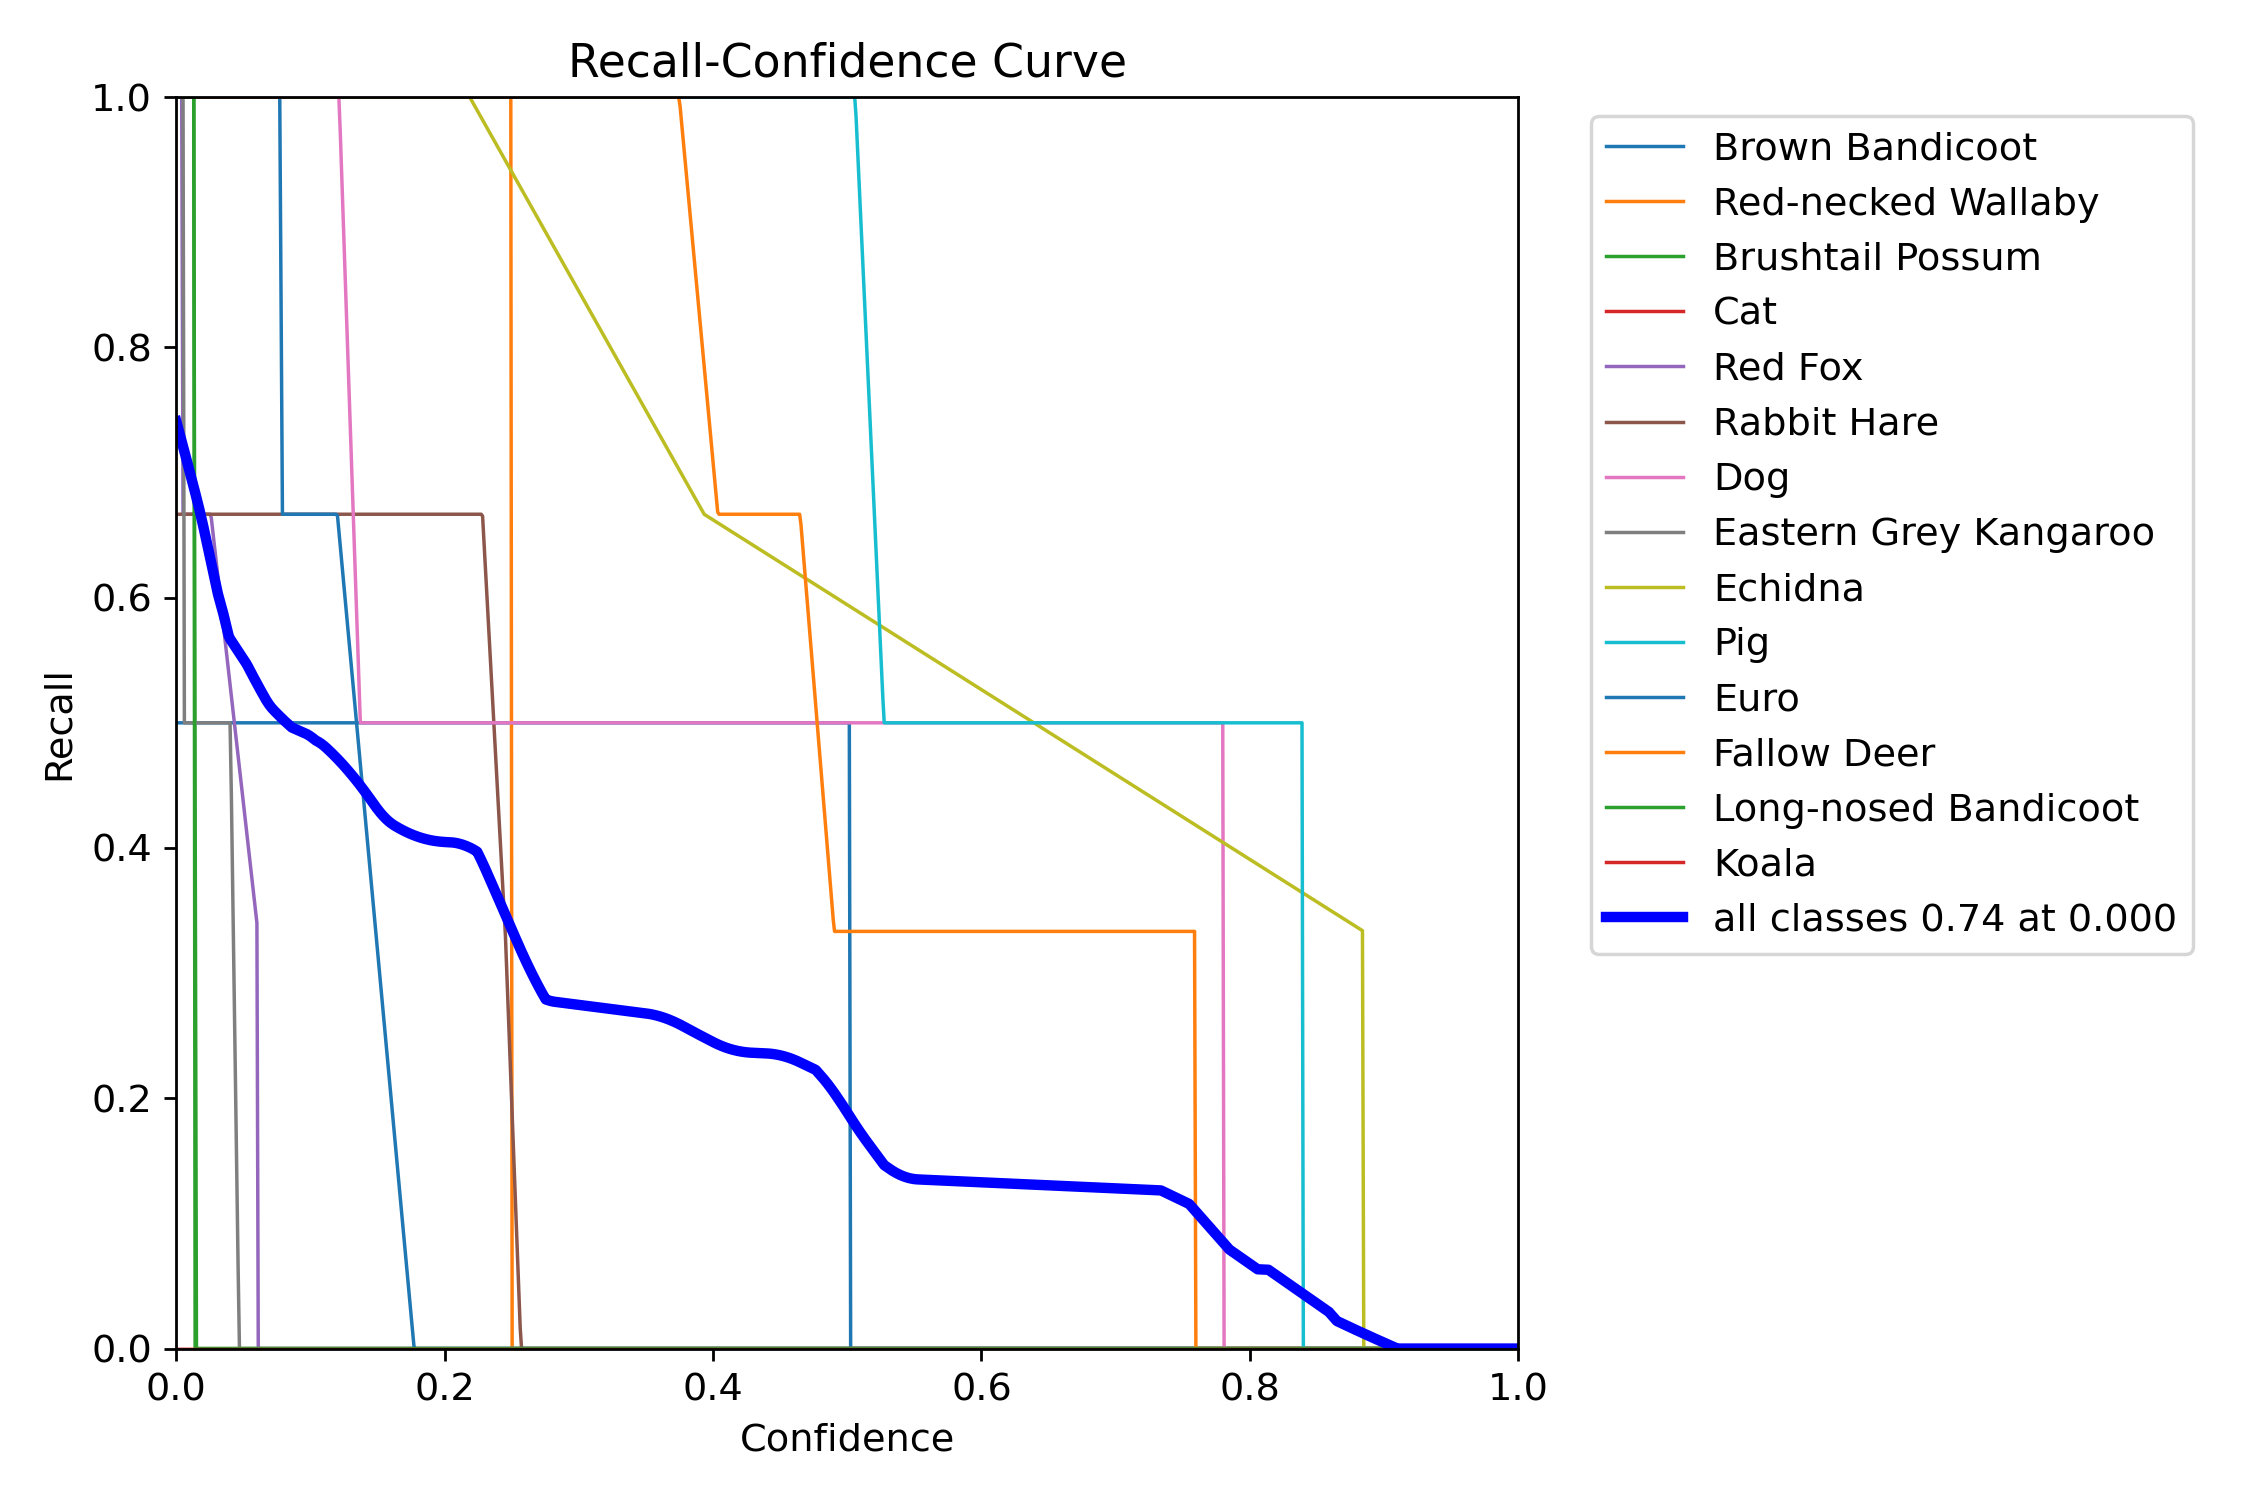 Recall-Confidence Curve
1.0
0.8
0.6
0.4
0.2
0.0
Recall
0.0 0.2 0.4 0.6 0.8 1.0
Confidence
Brown Bandicoot
Red-necked Wallaby
Brushtail Possum
Cat
Red Fox
Rabbit Hare
Dog
Eastern Grey Kangaroo
Echidna
Pig
Euro
Fallow Deer
Long-nosed Bandicoot
Koala
all classes 0.74 at 0.000